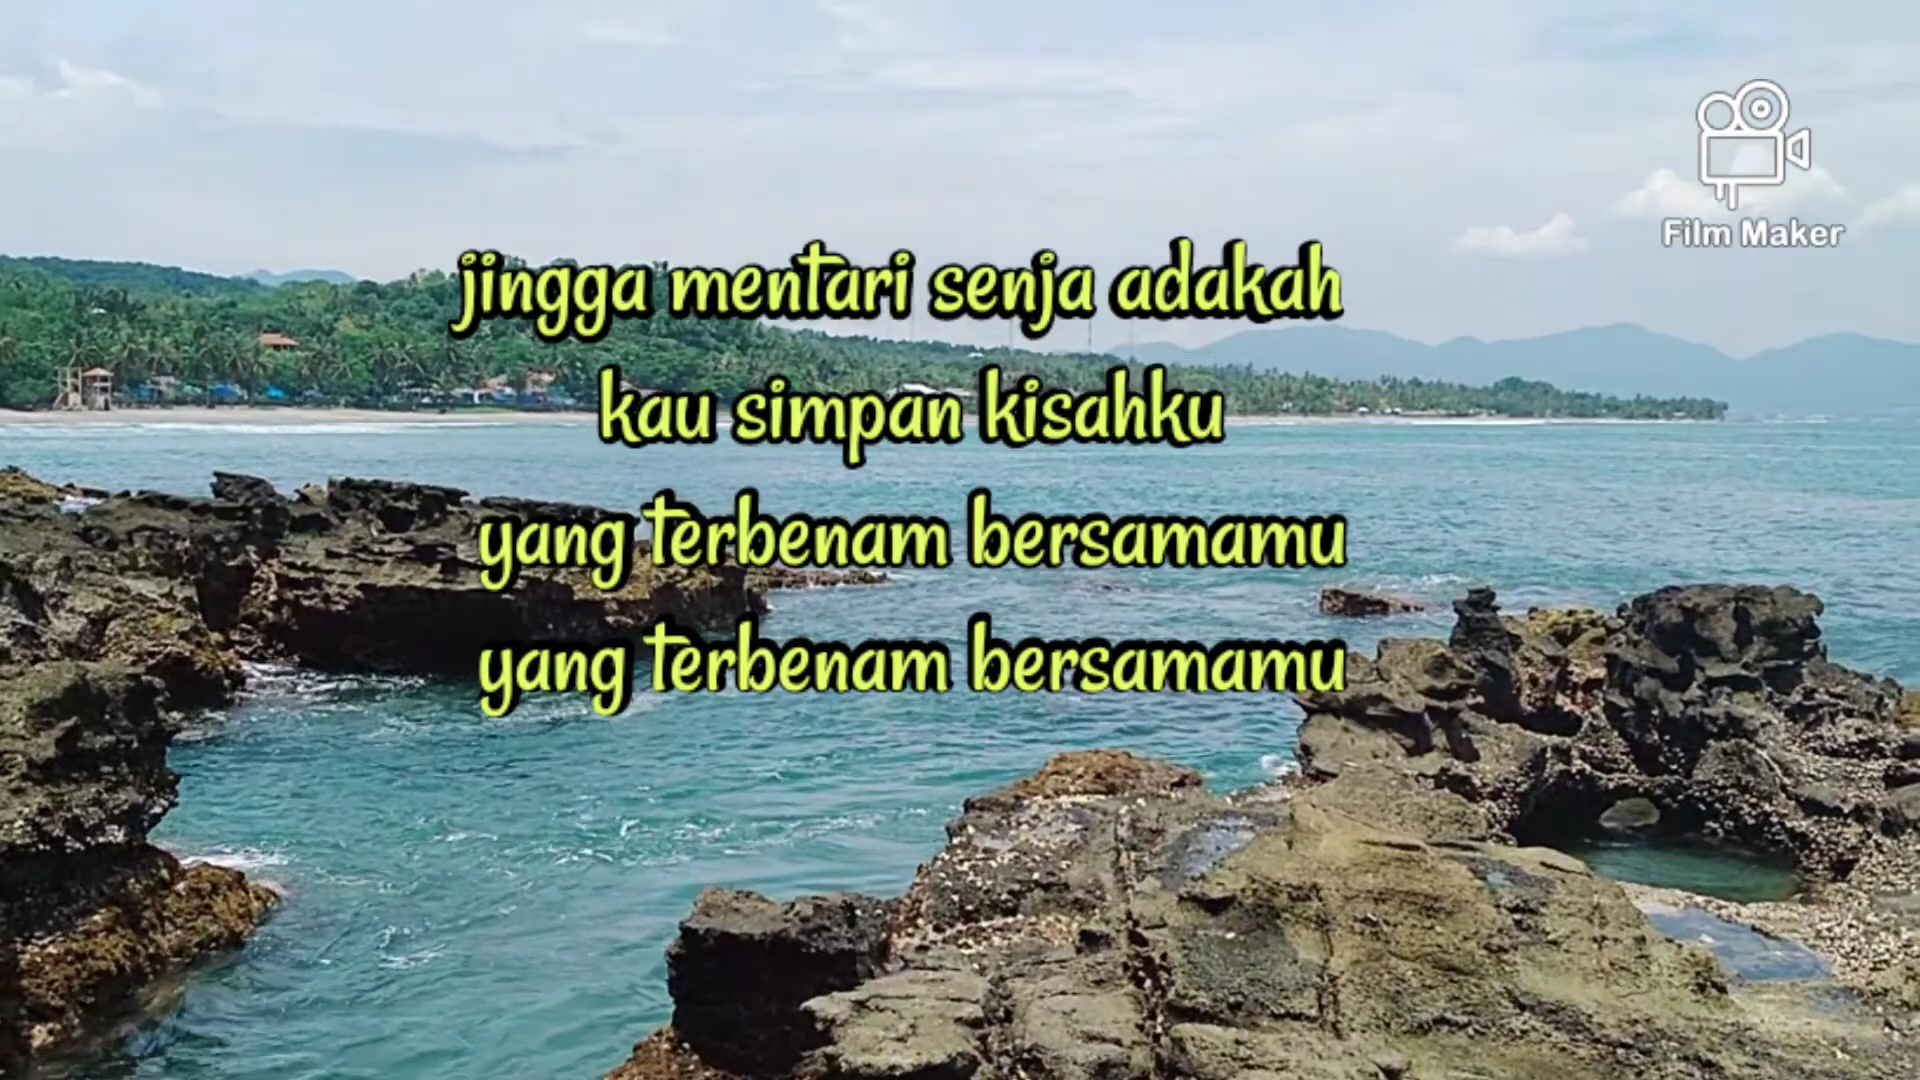 Film Maker
jingga mentari senja adakah
kau simpan kisahku
yang terbenam bersamamu
yang terbenam bersamamu